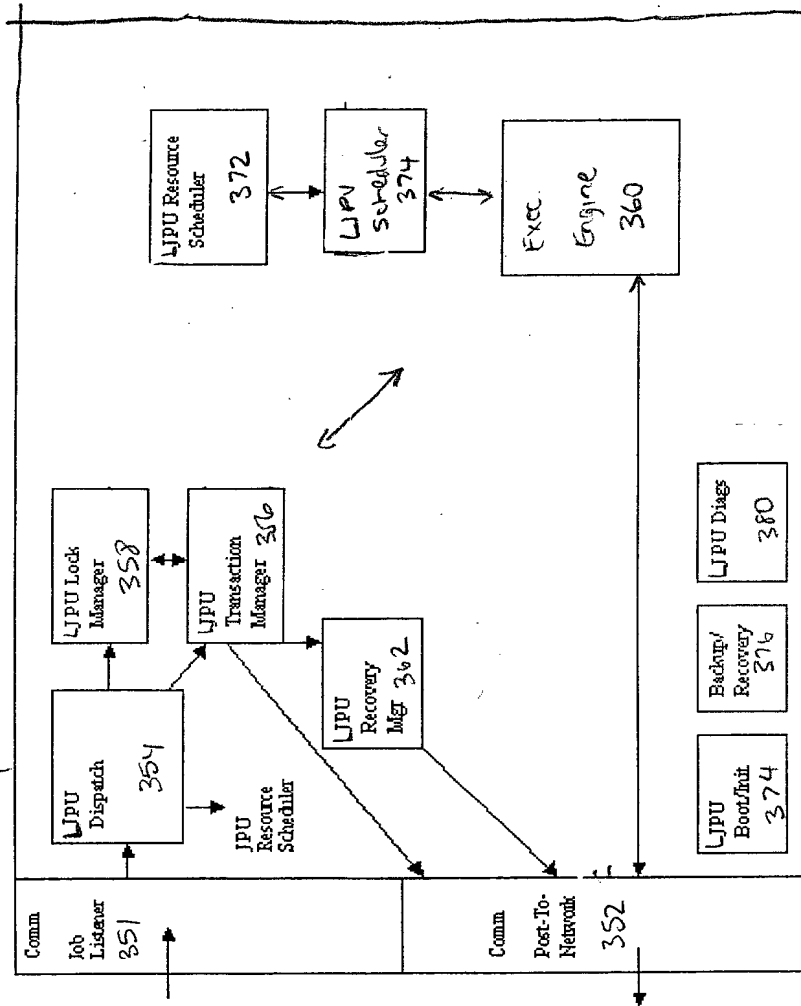 Comm
Job
Listener
351
Comm
Post-To-
Network
352
LJPU
Dispatch
354
JPU
Resource
Scheduler
LJPU Lock
Manager
358
LJPU
Transaction
Manager 356
LJPU
Recovery
Mgr 362
LJPU Resource
Scheduler
372
LJPU
Scheduler
374
Exec.
Engine
360
LJPU
Boot/Init
374
Backup/
Recovery
376
LJPU Diags
380